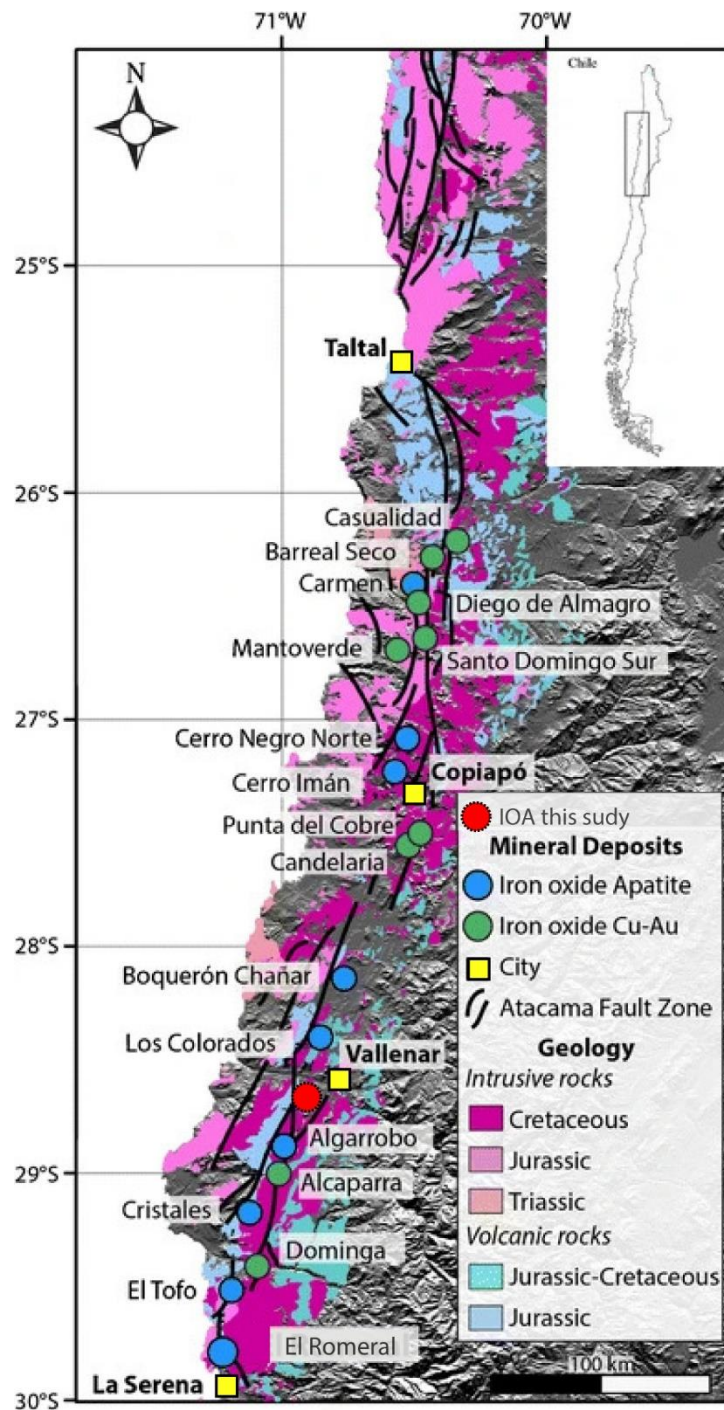 71°W
70°W
N
Chile
25°S
Taltal
26°S
Casualidad
Barreal Seco
Carmen
Diego de Almagro
Mantoverde
Santo Domingo Sur
27°S
Cerro Negro Norte
Copiapó
Cerro Imán
Punta del Cobre
Candelaria
28°S
Boquerón Chañar
Los Colorados
Vallenar
Algarrobo
29°S
Alcaparra
Cristales
Dominga
El Tofo
El Romeral
La Serena
30°S
IOA this sudy
Mineral Deposits
Iron oxide Apatite
Iron oxide Cu-Au
City
Atacama Fault Zone
Geology
Intrusive rocks
Cretaceous
Jurassic
Triassic
Volcanic rocks
Jurassic-Cretaceous
Jurassic
100 km